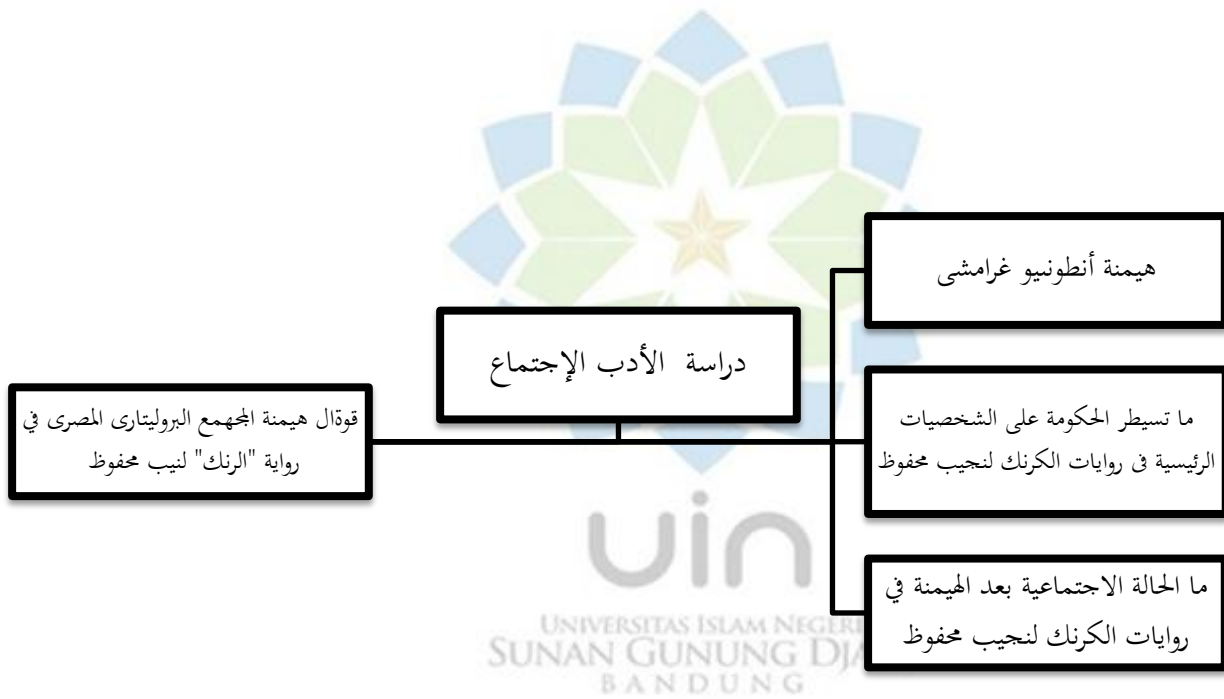 هيمنة أنطونيو غرامشى
دراسة الأدب الإجتماع
ما تسيطر الحكومة على الشخصيات
الرئيسية فى روايات الكرنك لنجيب محفوظ
قوةال هيمنة المجهمع البروليتارى المصرى في
رواية "الرنك" لنيب محفوظ
ما الحالة الاجتماعية بعد الهيمنة في
روايات الكرنك لنجيب محفوظ
uin
UNIVERSITAS ISLAM NEGERI
SUNAN GUNUNG DJA
BANDUNG